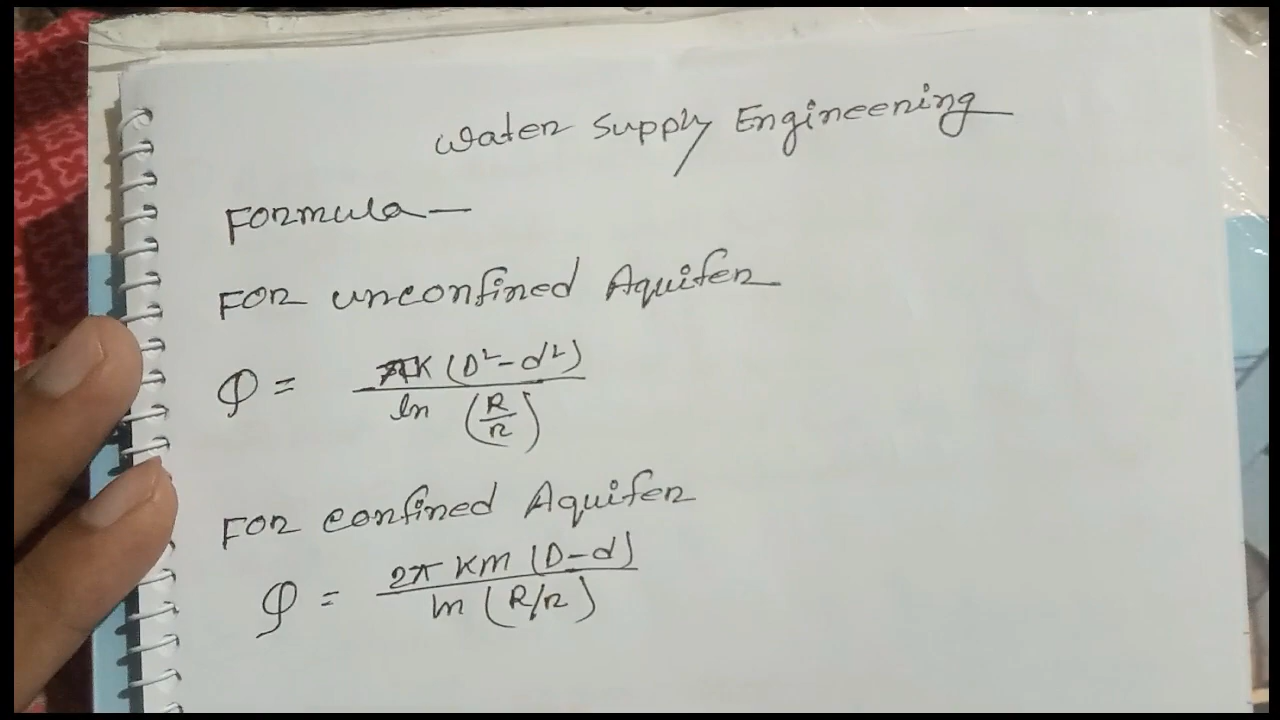 Water Supply Engineering
Formula—
For unconfined Aquifer
Q = πK (D²-d²) / ln (R/r)
For confined Aquifer
Q = 2π KM (D-d) / ln (R/r)